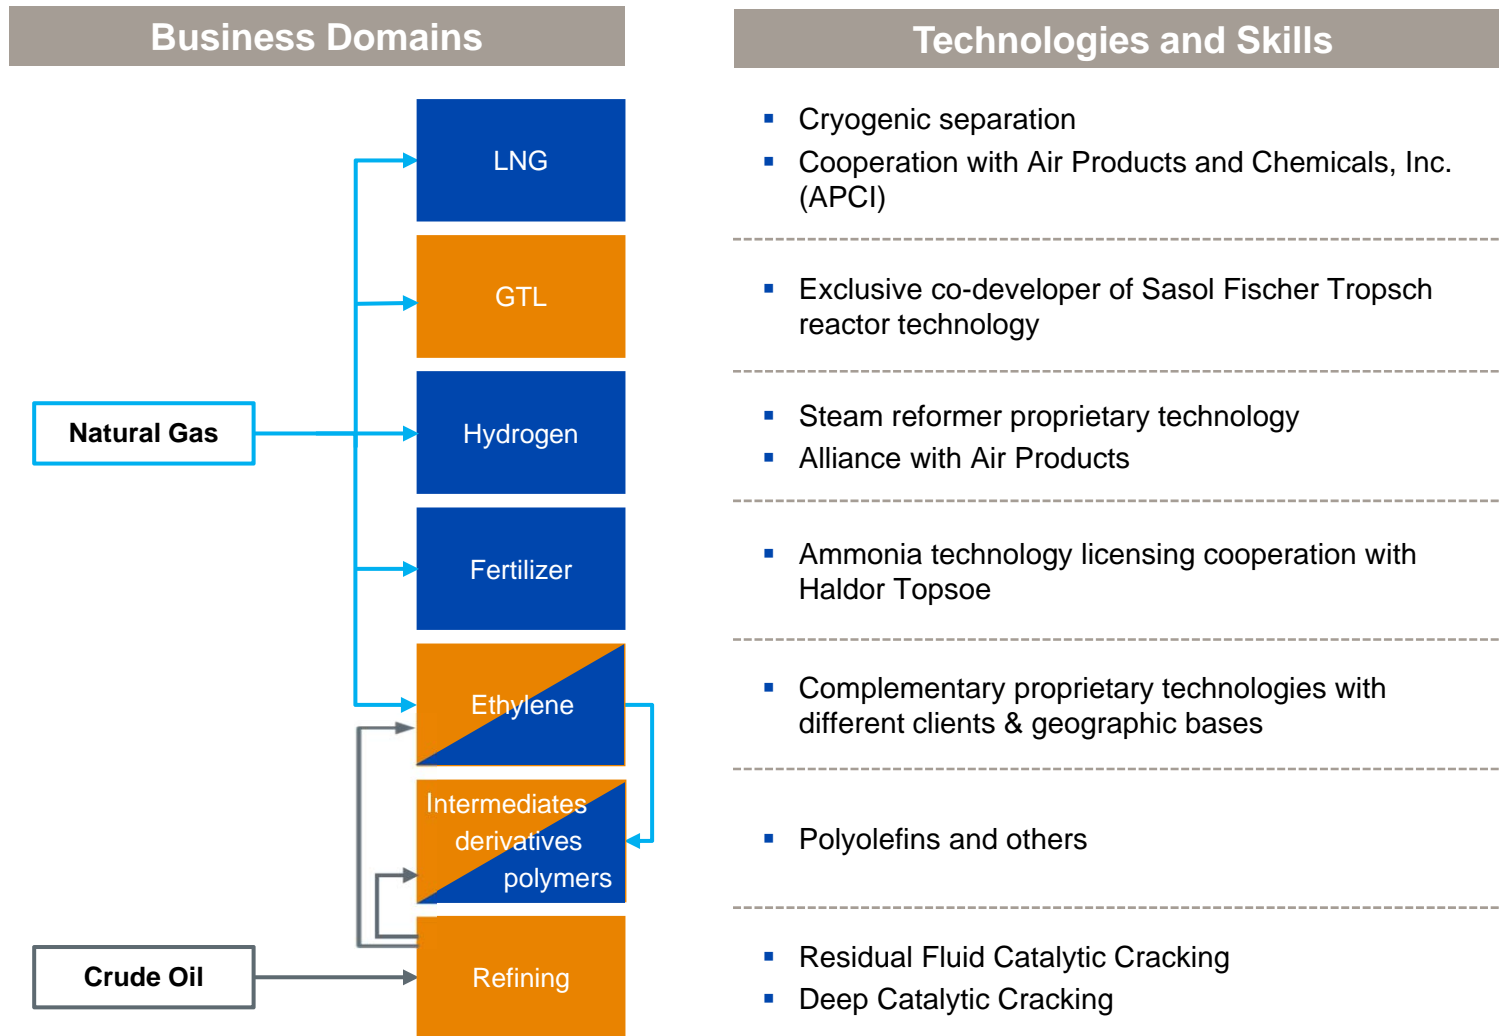 Business Domains
Technologies and Skills
LNG
Cryogenic separation
Cooperation with Air Products and Chemicals, Inc.
(APCI)
GTL
Exclusive co-developer of Sasol Fischer Tropsch
reactor technology
Natural Gas
Hydrogen
Steam reformer proprietary technology
Alliance with Air Products
Fertilizer
Ammonia technology licensing cooperation with
Haldor Topsoe
Ethylene
Complementary proprietary technologies with
different clients & geographic bases
Intermediates
derivatives
polymers
Polyolefins and others
Crude Oil
Refining
Residual Fluid Catalytic Cracking
Deep Catalytic Cracking